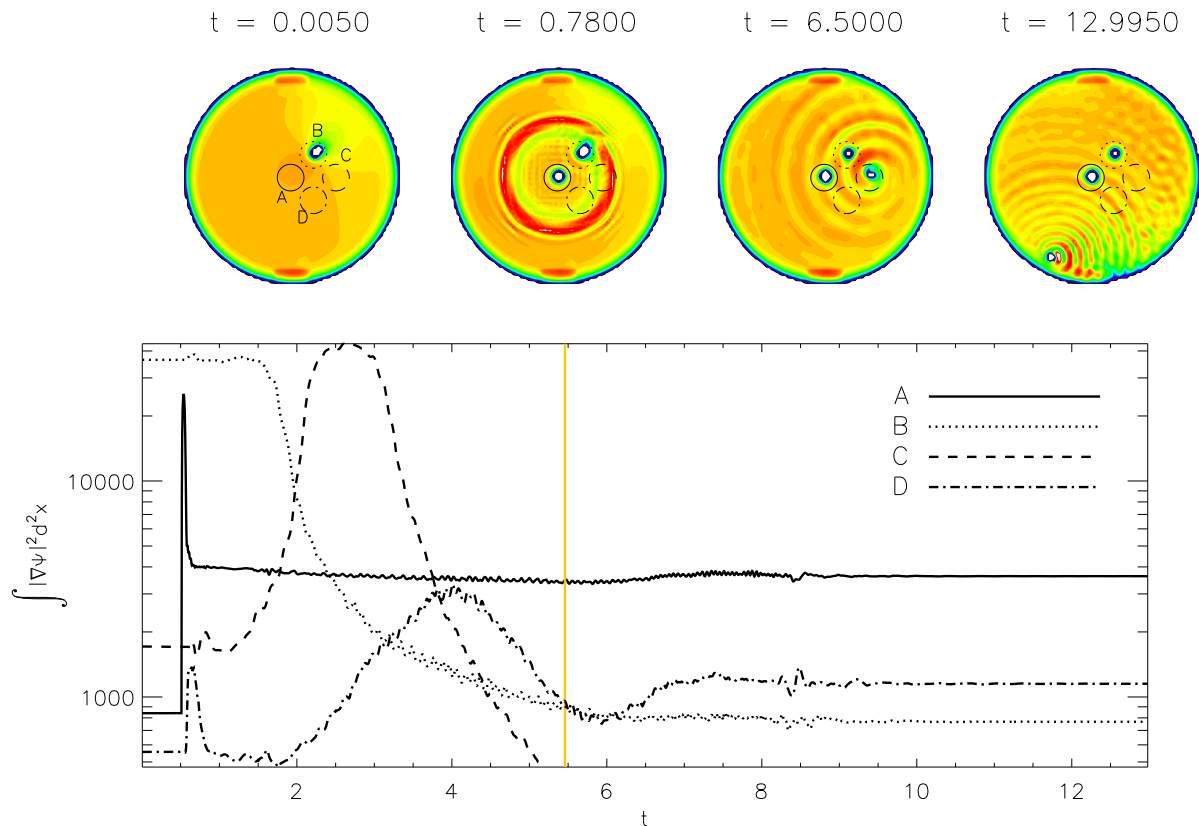 t = 0.0050 t = 0.7800 t = 6.5000 t = 12.9950
B
C
A
D
∫ |∇ψ|²d²x
10000
1000
A
B
C
D
2 4 6 8 10 12
t